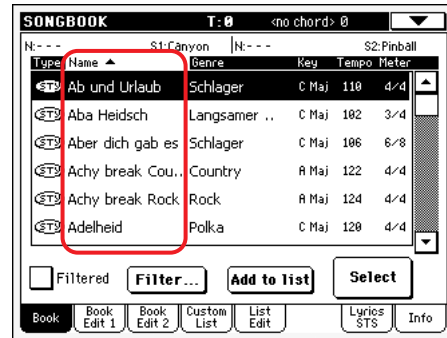 SONGBOOK T:0 <no chord> 0
N:--- S1:Canyon N:--- S2:Pinball
Type Name Genre Key Tempo Meter
STY Ab und Urlaub Schlager C Maj 110 4/4
STY Aba Heidsch Langsamer .. C Maj 102 3/4
STY Aber dich gab es Schlager C Maj 106 6/8
STY Achy break Cou.. Country A Maj 122 4/4
STY Achy break Rock Rock A Maj 124 4/4
STY Adelheid Polka C Maj 120 4/4
Filtered Filter... Add to list Select
Book Book Edit 1 Book Edit 2 Custom List List Edit Lyrics STS Info